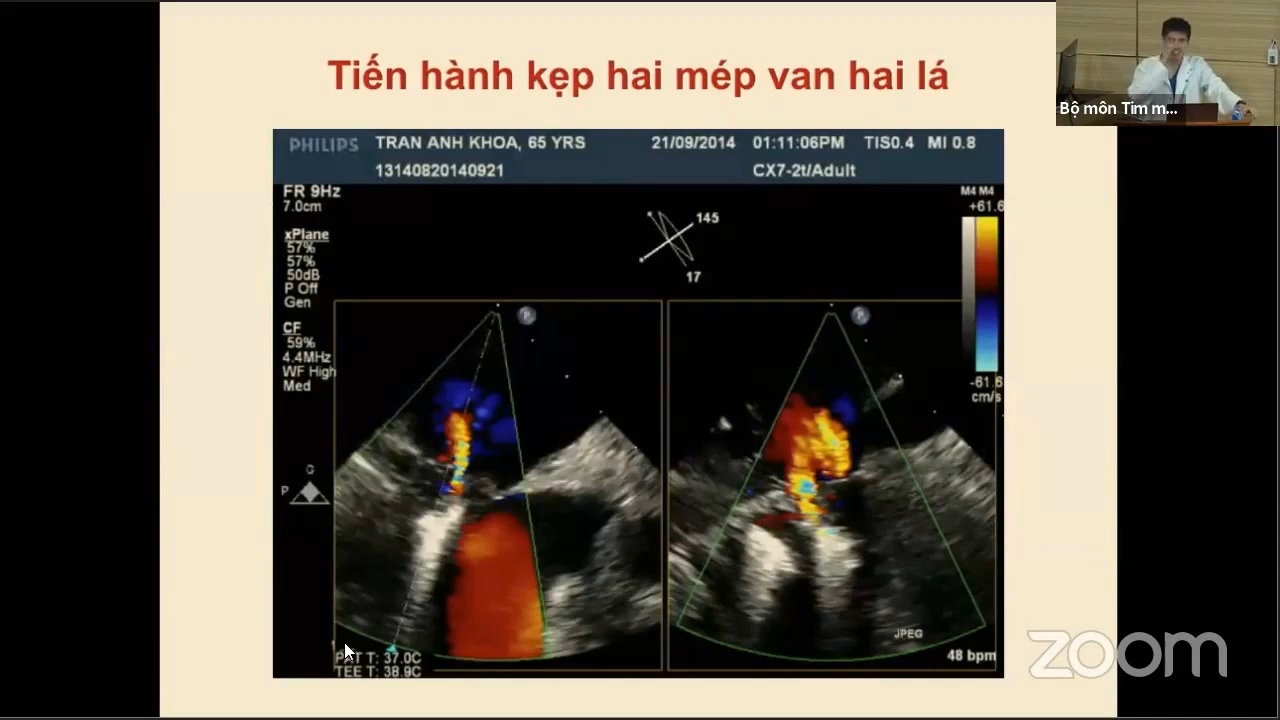 Tiến hành kẹp hai mép van hai lá
Bộ môn Tim m...
PHILIPS TRAN ANH KHOA, 65 YRS 21/09/2014 01:11:06PM TIS0.4 MI 0.8
13140820140921 CX7-2t/Adult
FR 9Hz
7.0cm
M4 M4
+61.6
145
17
xPlane
57%
57%
50dB
P Off
Gen
CF
59%
4.4MHz
WF High
Med
-61.6
cm/s
P
P
G
P
JPEG
PAT T: 37.0C
TEE T: 38.9C
48 bpm
zoom